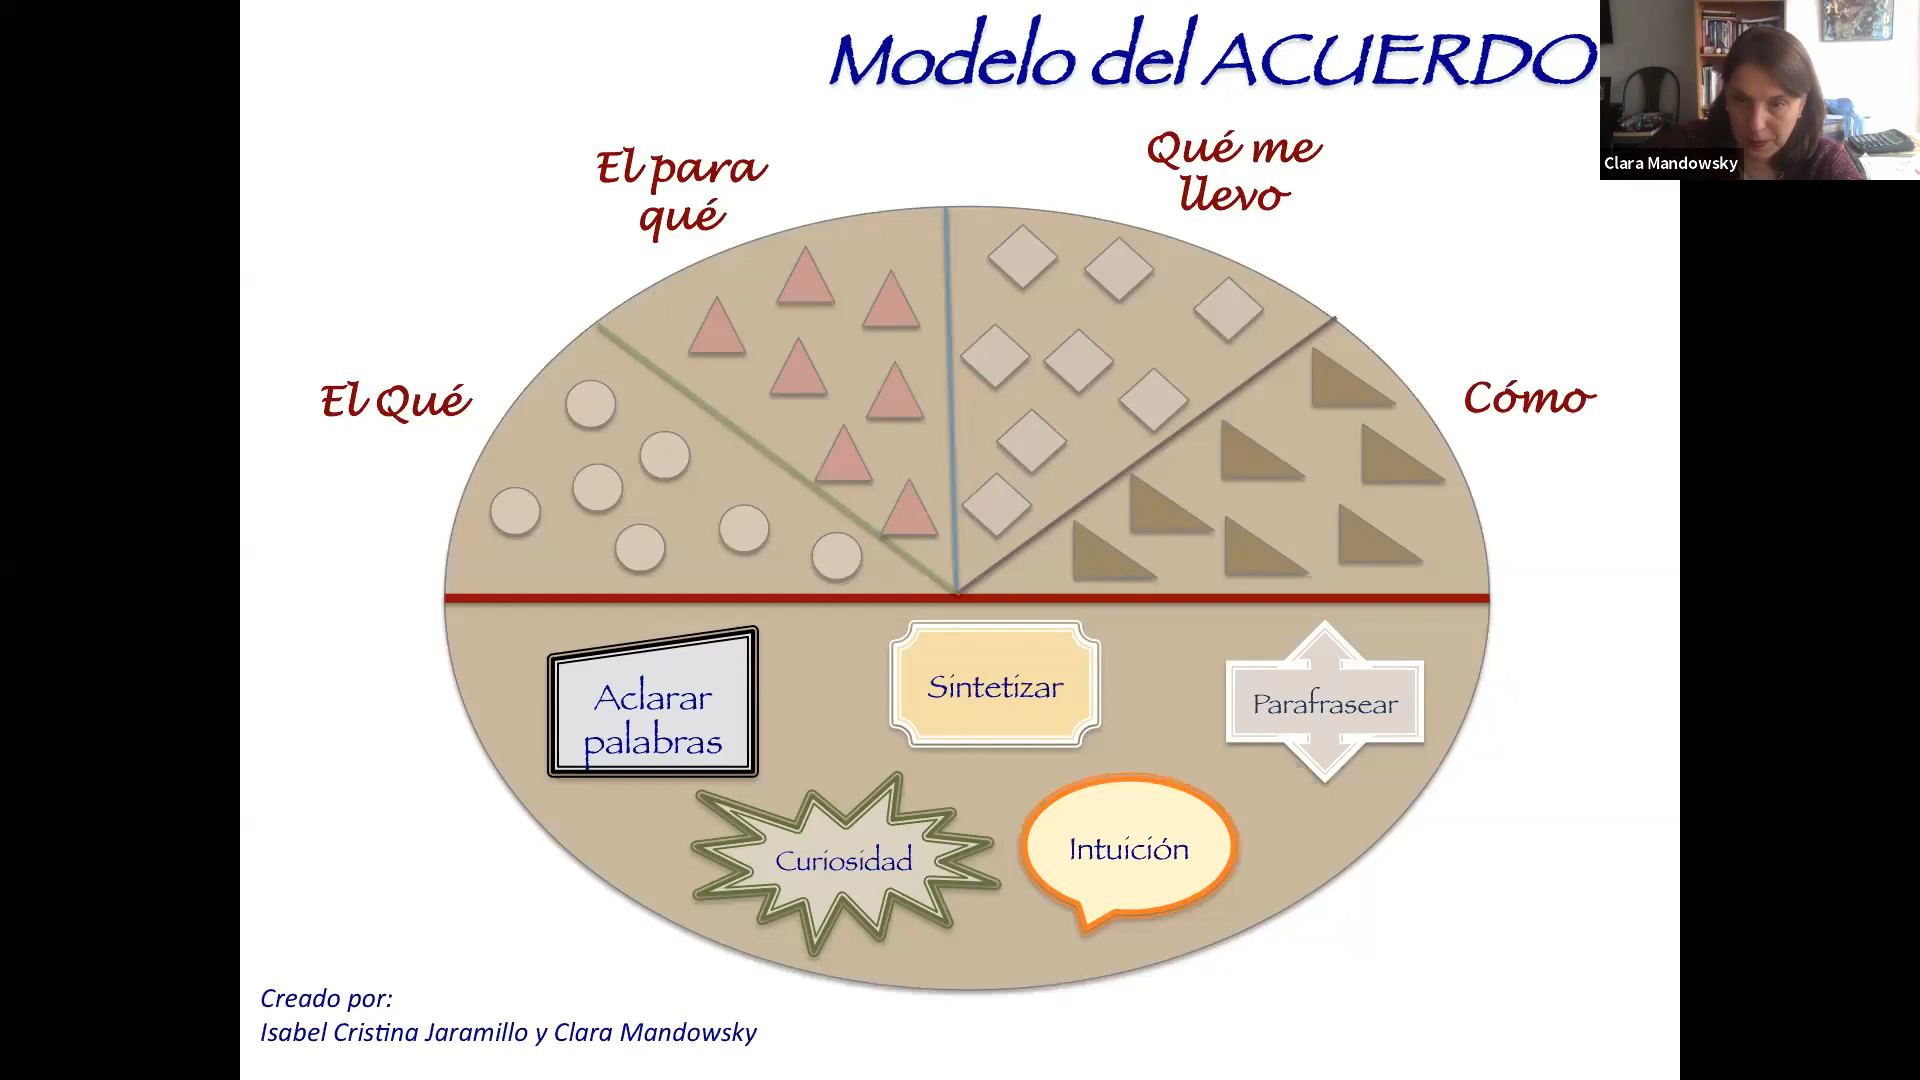 Modelo del ACUERDO
Clara Mandowsky
El para
qué
Qué me
llevo
El Qué
Cómo
Aclarar
palabras
Sintetizar
Parafrasear
Curiosidad
Intuición
Creado por:
Isabel Cristina Jaramillo y Clara Mandowsky